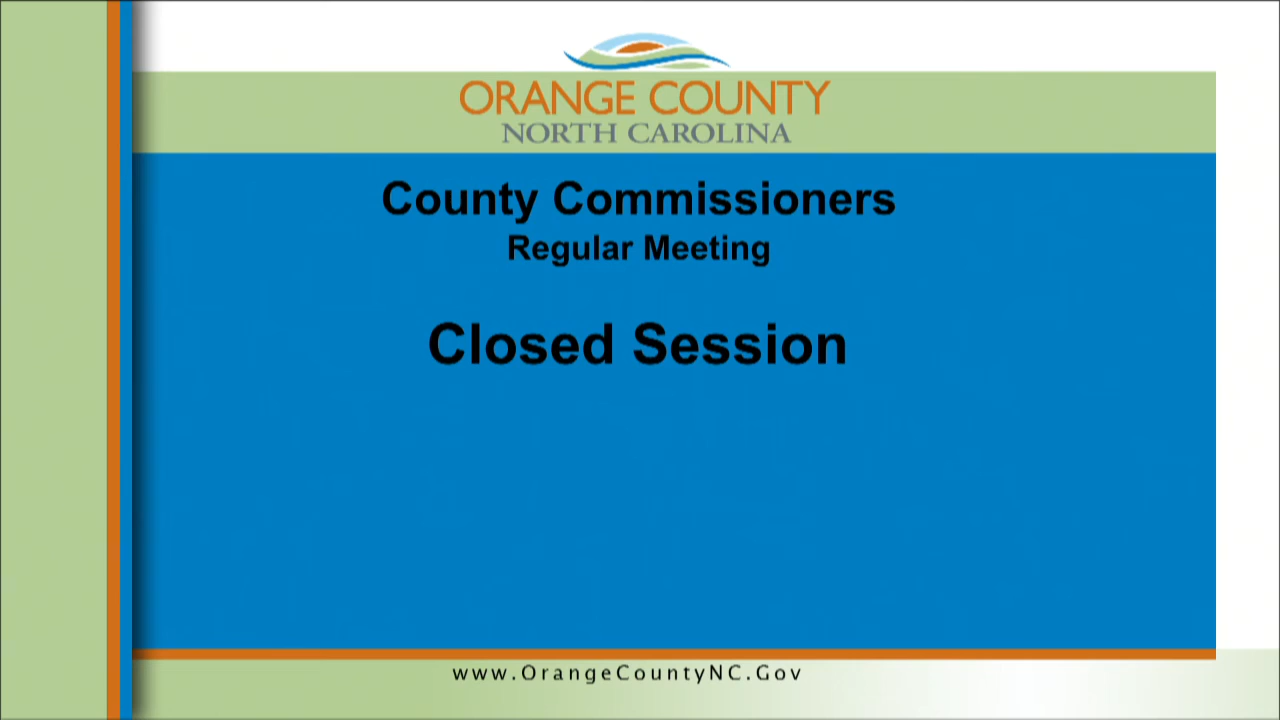 ORANGE COUNTY
NORTH CAROLINA
County Commissioners
Regular Meeting
Closed Session
www.OrangeCountyNC.Gov